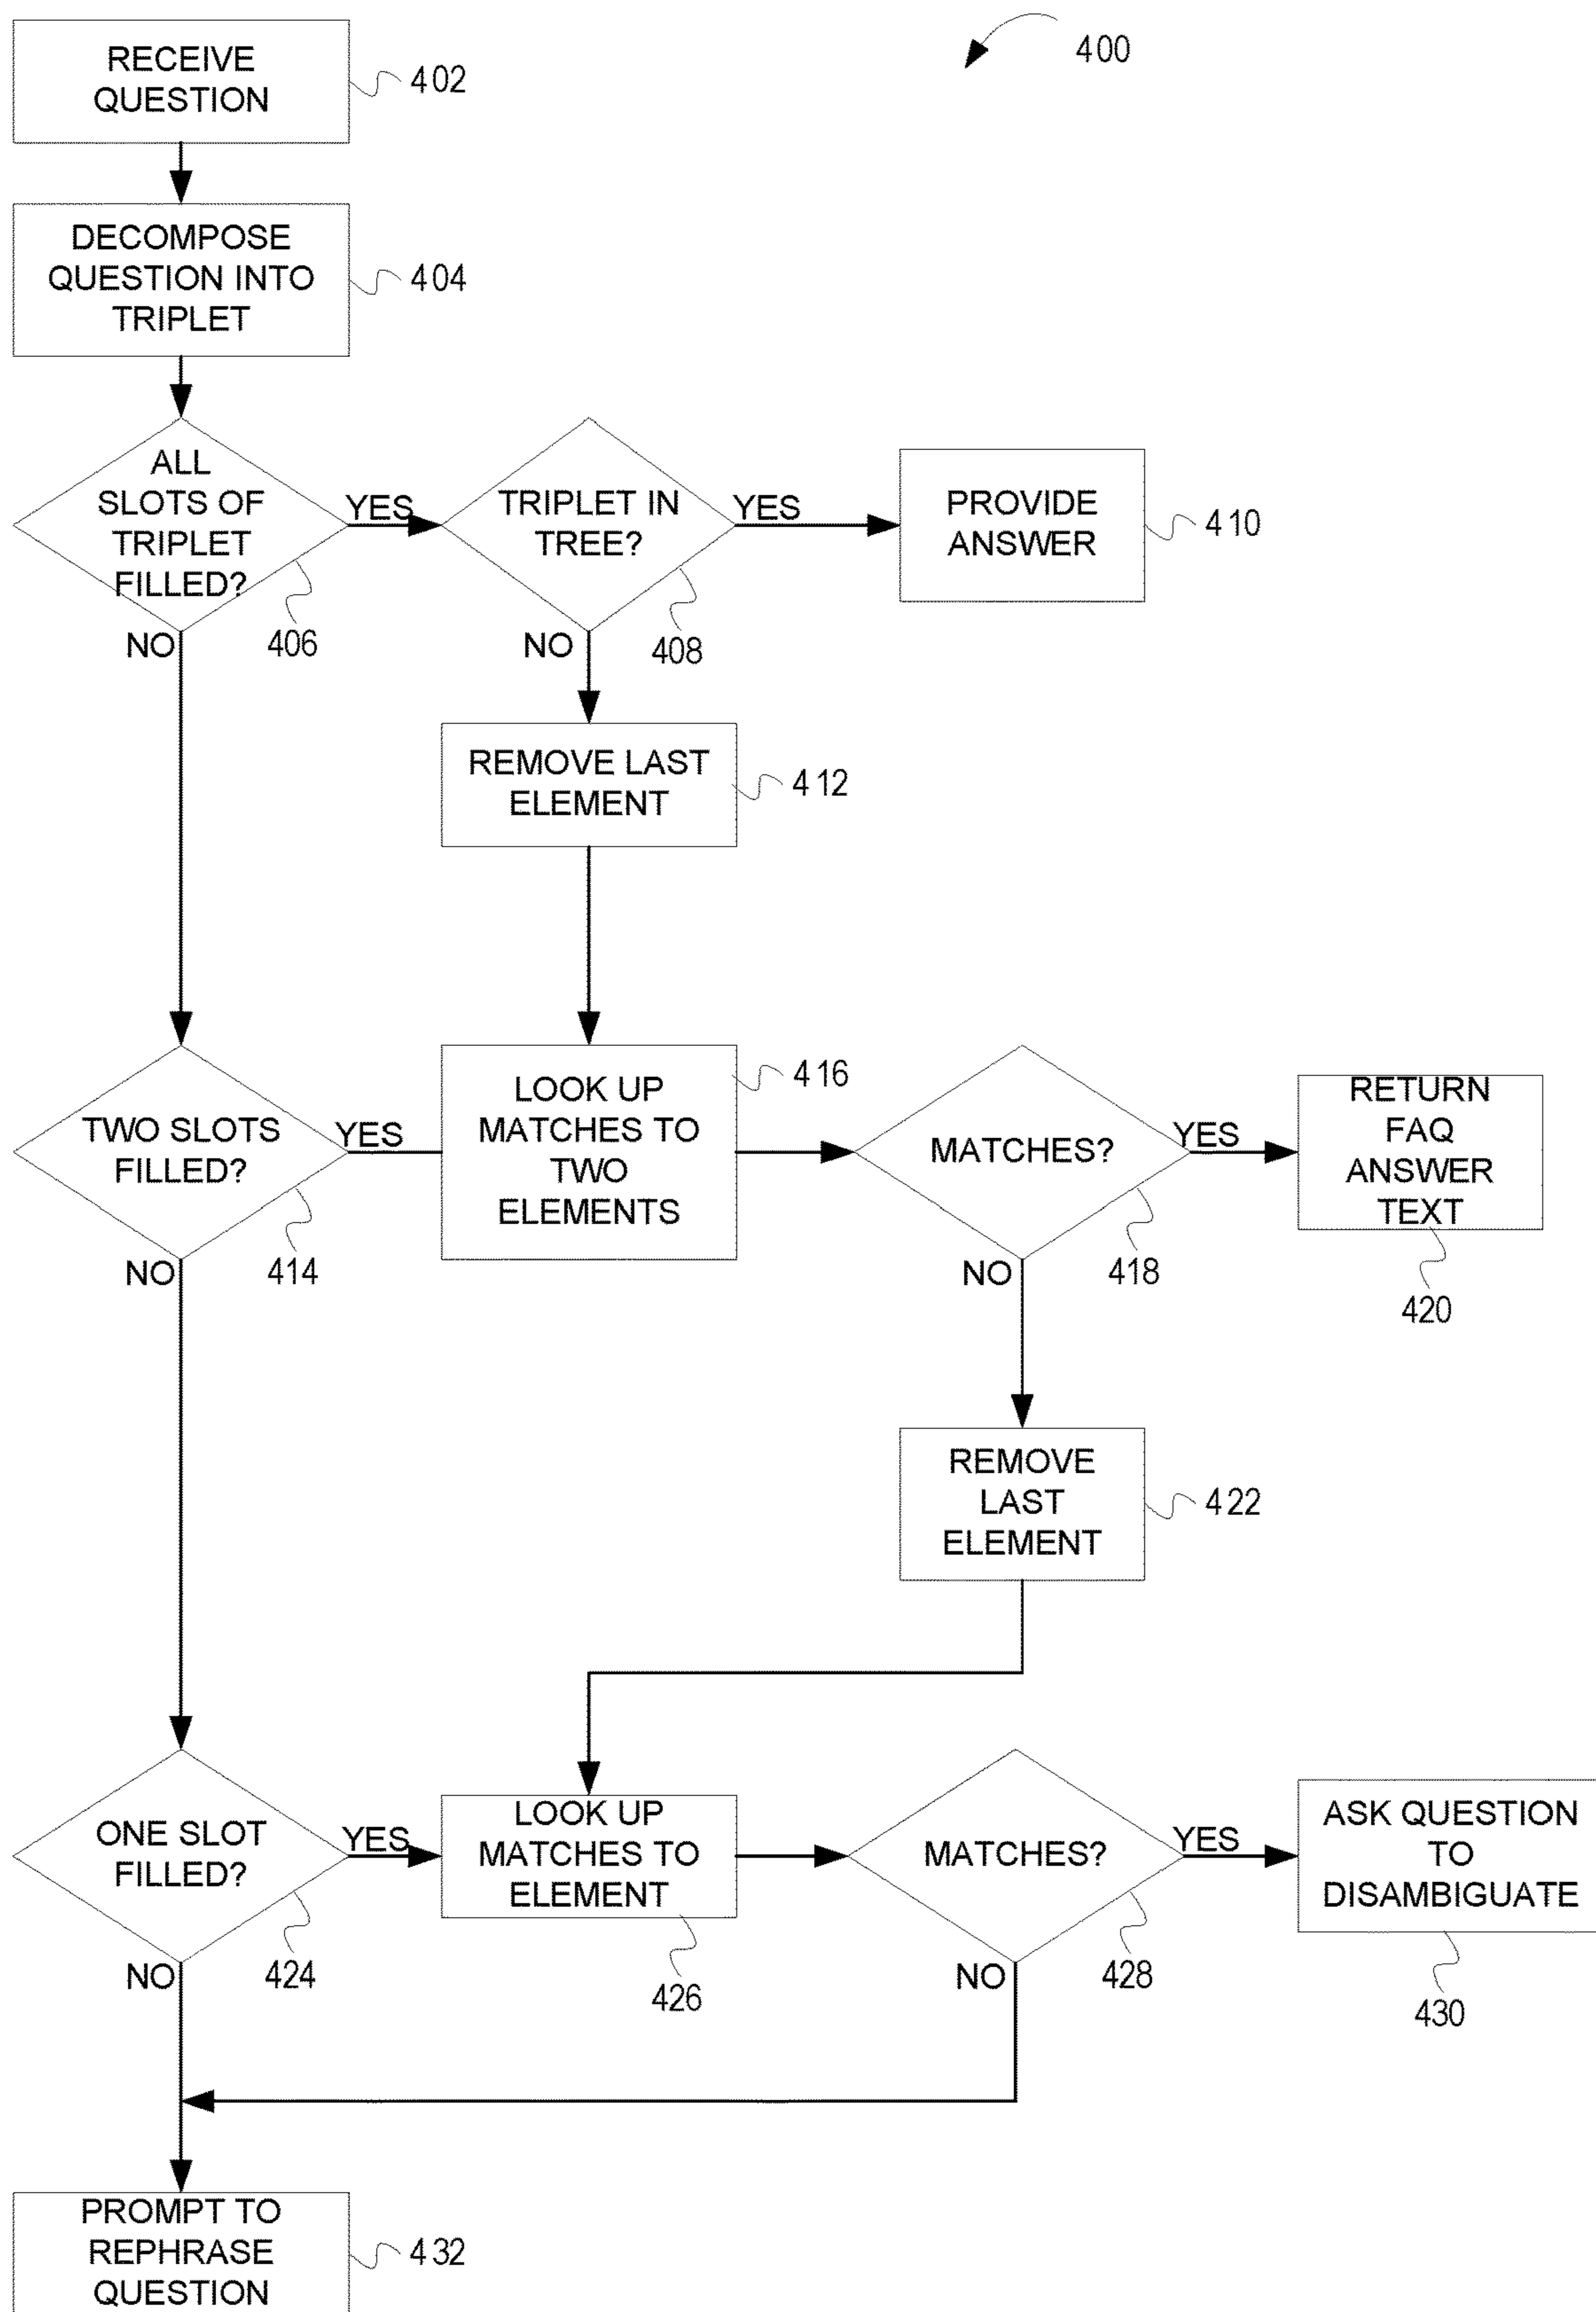 400
RECEIVE
QUESTION
402
DECOMPOSE
QUESTION INTO
TRIPLET
404
ALL
SLOTS OF
TRIPLET
FILLED?
YES
NO
406
TRIPLET IN
TREE?
YES
NO
408
PROVIDE
ANSWER
410
REMOVE LAST
ELEMENT
412
TWO SLOTS
FILLED?
YES
NO
414
LOOK UP
MATCHES TO
TWO
ELEMENTS
416
MATCHES?
YES
NO
418
RETURN
FAQ
ANSWER
TEXT
420
REMOVE
LAST
ELEMENT
422
ONE SLOT
FILLED?
YES
NO
424
LOOK UP
MATCHES TO
ELEMENT
426
MATCHES?
YES
NO
428
ASK QUESTION
TO
DISAMBIGUATE
430
PROMPT TO
REPHRASE
QUESTION
432